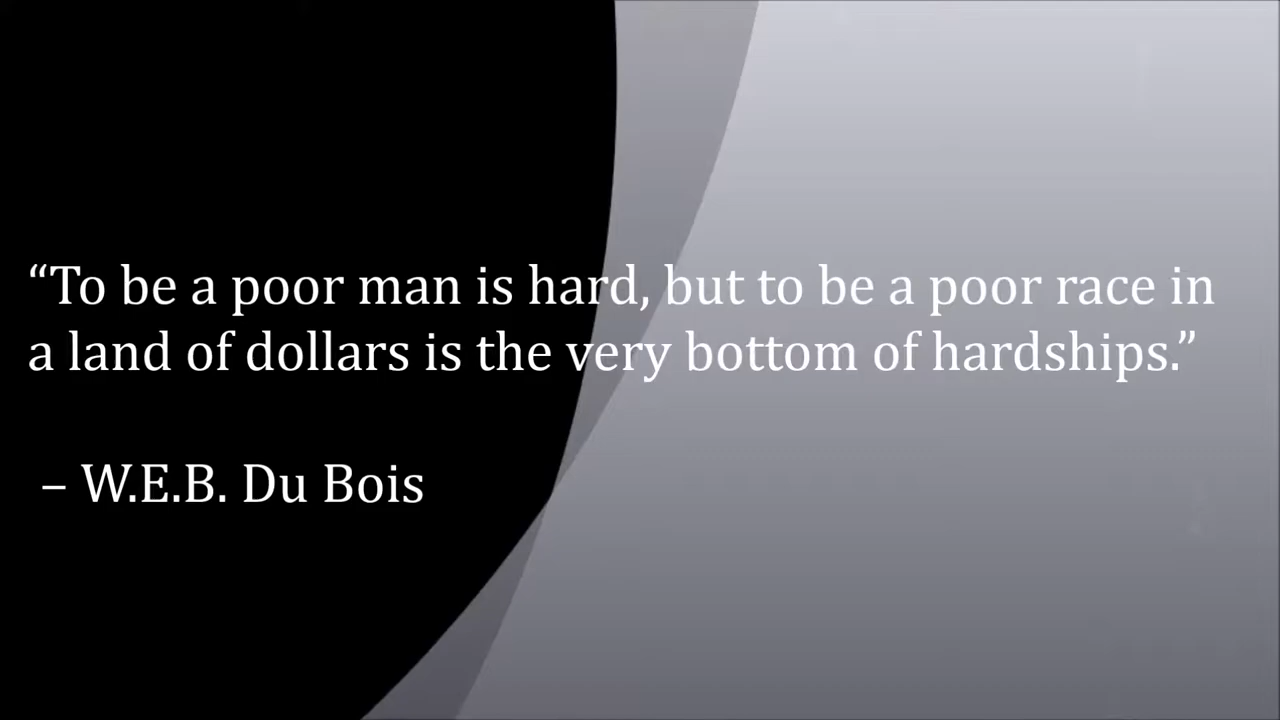 “To be a poor man is hard, but to be a poor race in
a land of dollars is the very bottom of hardships.”
– W.E.B. Du Bois